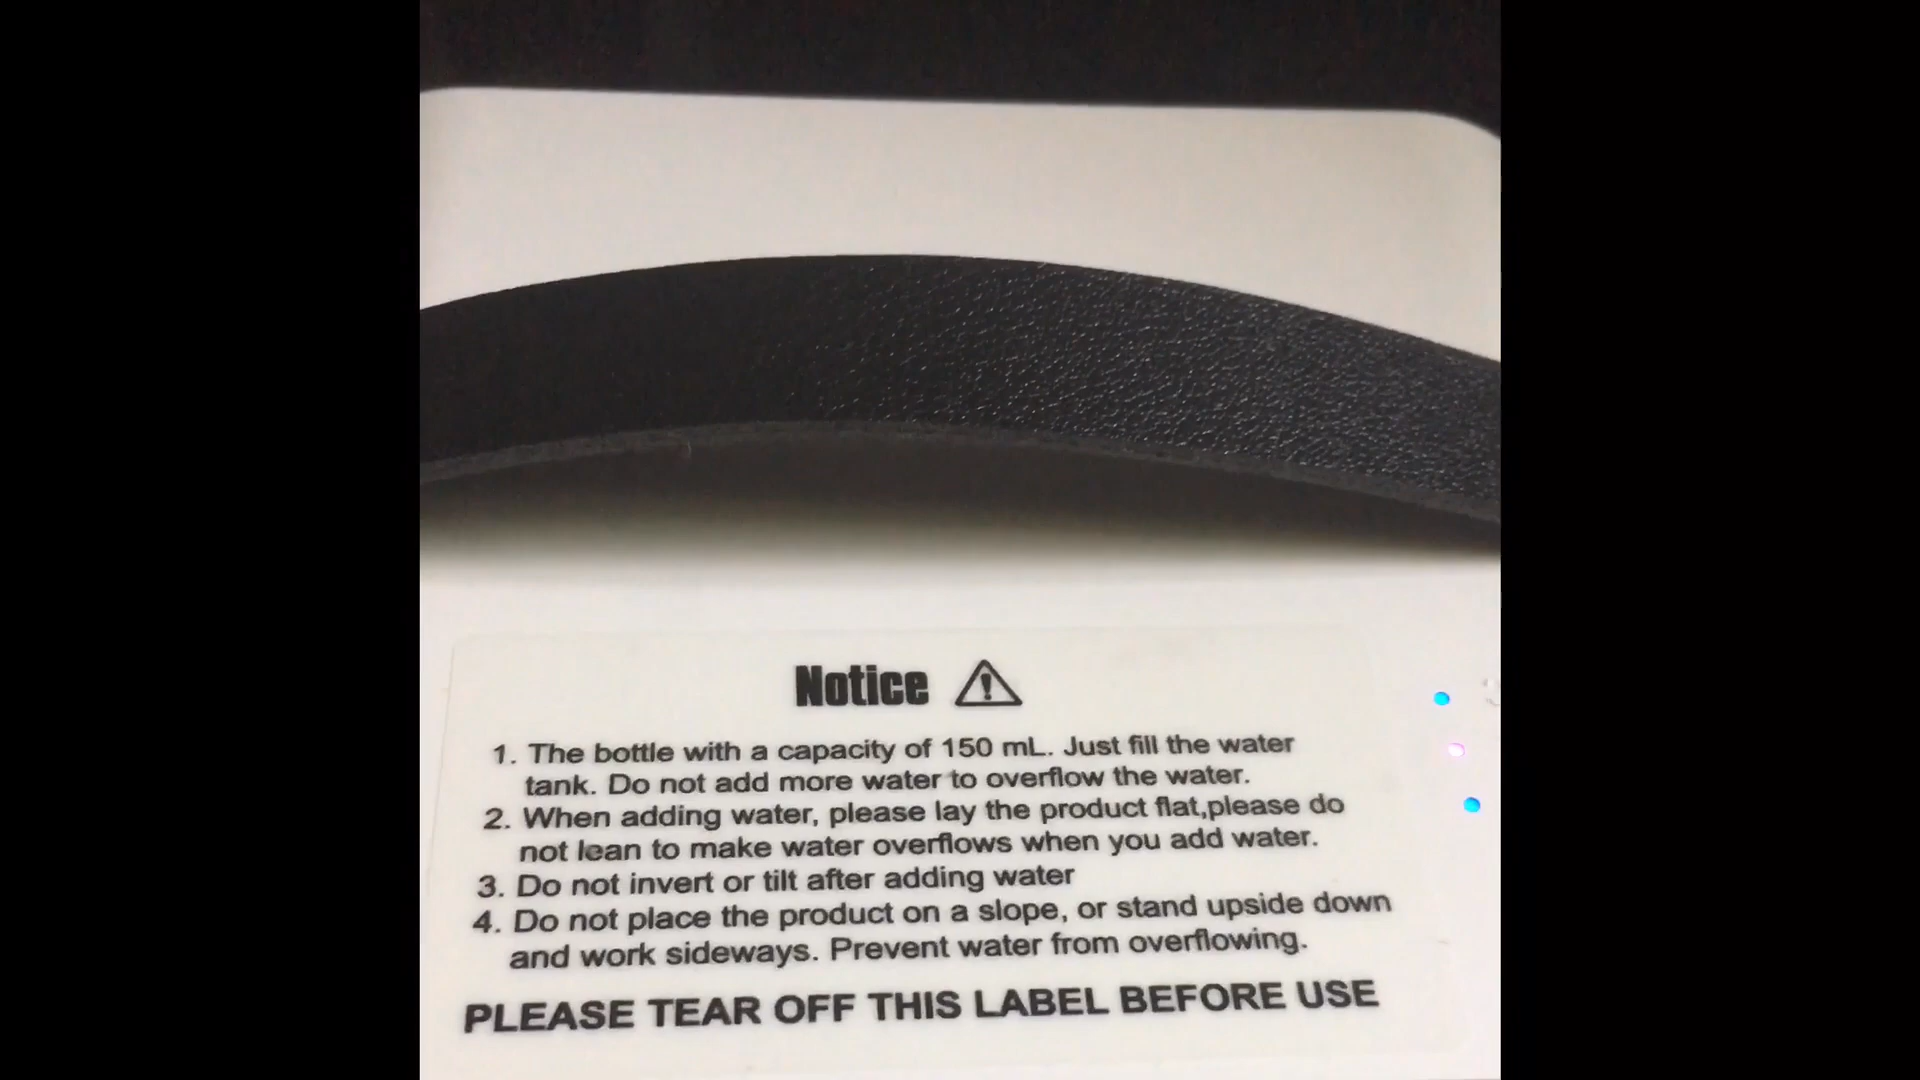 Notice
1. The bottle with a capacity of 150 mL. Just fill the water
tank. Do not add more water to overflow the water.
2. When adding water, please lay the product flat,please do
not lean to make water overflows when you add water.
3. Do not invert or tilt after adding water
4. Do not place the product on a slope, or stand upside down
and work sideways. Prevent water from overflowing.
PLEASE TEAR OFF THIS LABEL BEFORE USE